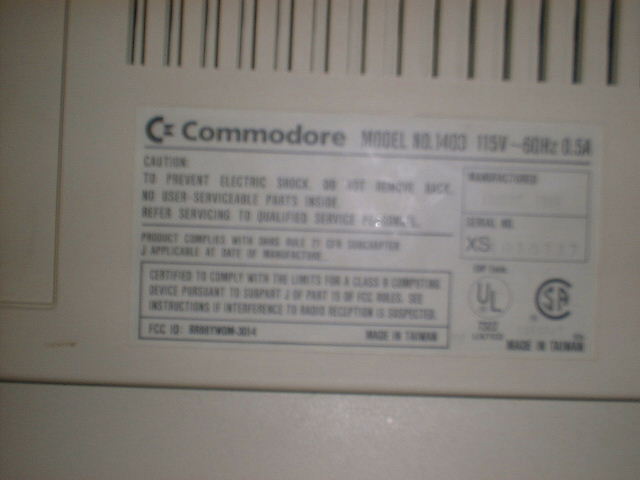 Commodore MODEL NO.1403 115V~60Hz 0.5A
CAUTION:
TO PREVENT ELECTRIC SHOCK, DO NOT REMOVE BACK.
NO USER-SERVICEABLE PARTS INSIDE.
REFER SERVICING TO QUALIFIED SERVICE PERSONNEL.
MANUFACTURED
SERIAL NO.
XS
PRODUCT COMPLIES WITH DHHS RULE 21 CFR SUBCHAPTER
J APPLICABLE AT DATE OF MANUFACTURE.
CERTIFIED TO COMPLY WITH THE LIMITS FOR A CLASS B COMPUTING
DEVICE PURSUANT TO SUBPART J OF PART 15 OF FCC RULES. SEE
INSTRUCTIONS IF INTERFERENCE TO RADIO RECEPTION IS SUSPECTED.
FCC ID: MADE IN TAIWAN
UL
LISTED
SA
MADE IN TAIWAN